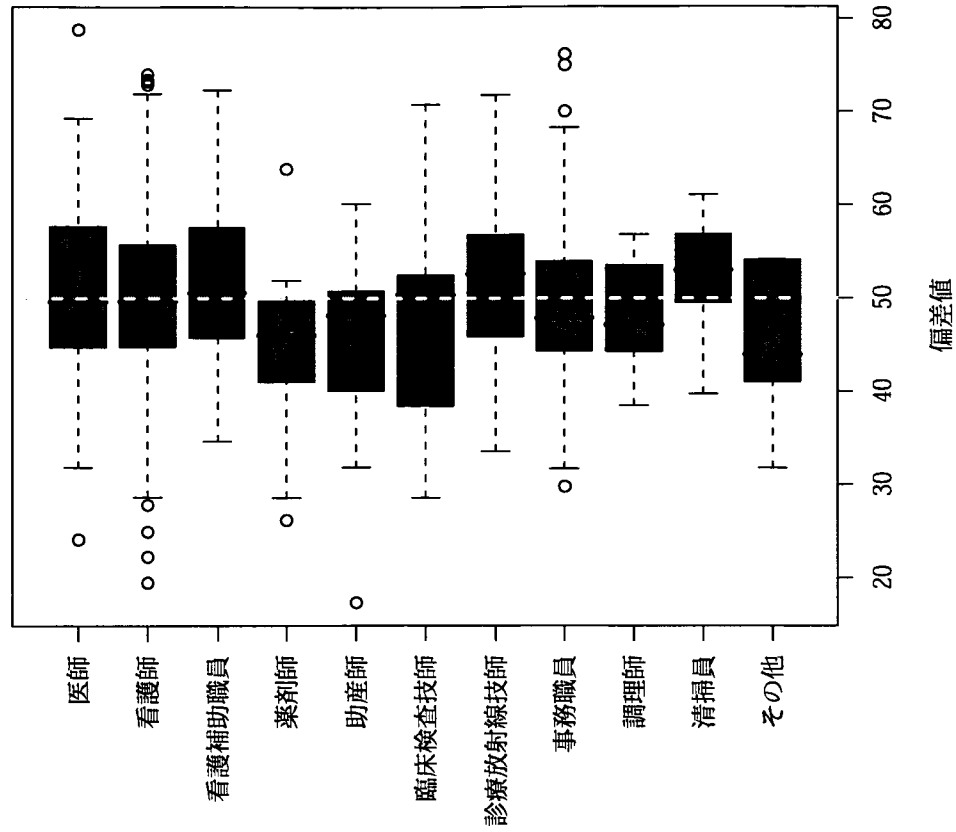 医師
看護師
看護補助職員
薬剤師
助産師
臨床検査技師
診療放射線技師
事務職員
調理師
清掃員
その他
20
30
40
50
60
70
80
偏差値